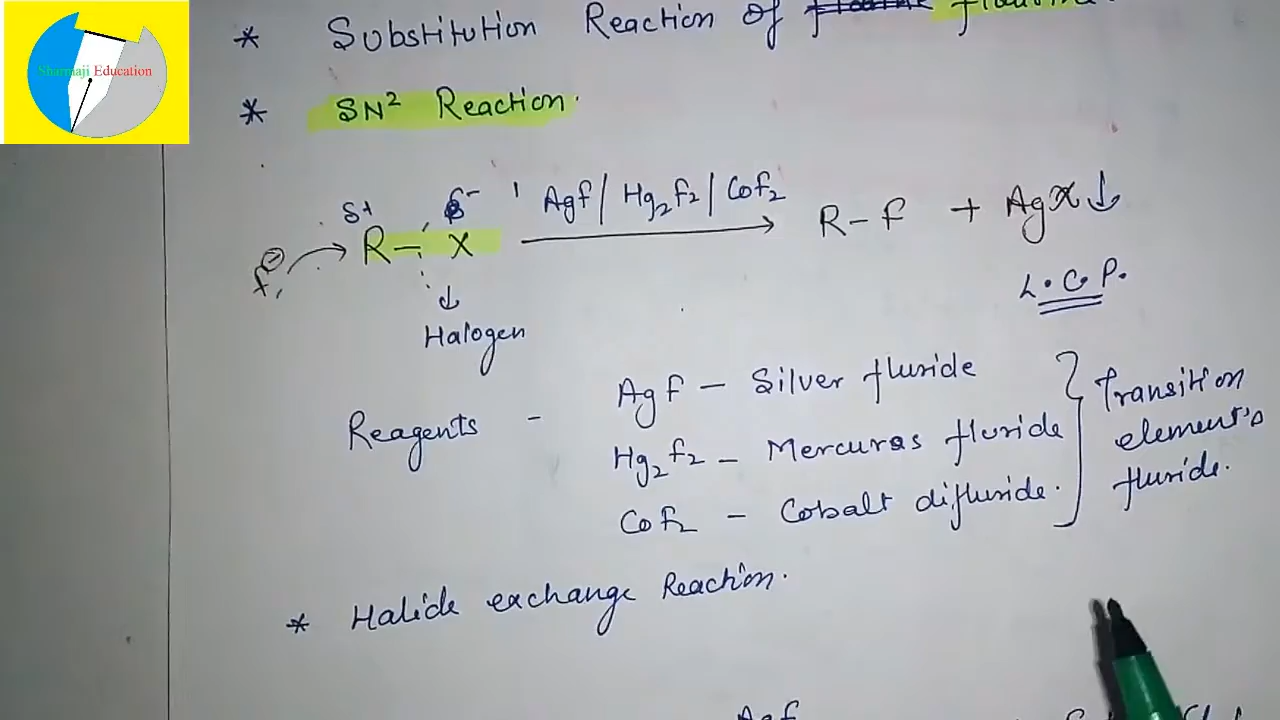 Sharmaji Education
* Substitution Reaction of
* SN² Reaction.
δ+ δ- AgF / Hg2F2 / CoF2
F⊖ R – X → R – F + AgX ↓
↓ L.C.P.
Halogen
Reagents - AgF – Silver fluride
Hg2F2 – Mercuras fluride
CoF2 – Cobalt difluride.
Transition
element's
fluride.
* Halide exchange Reaction.
AgF